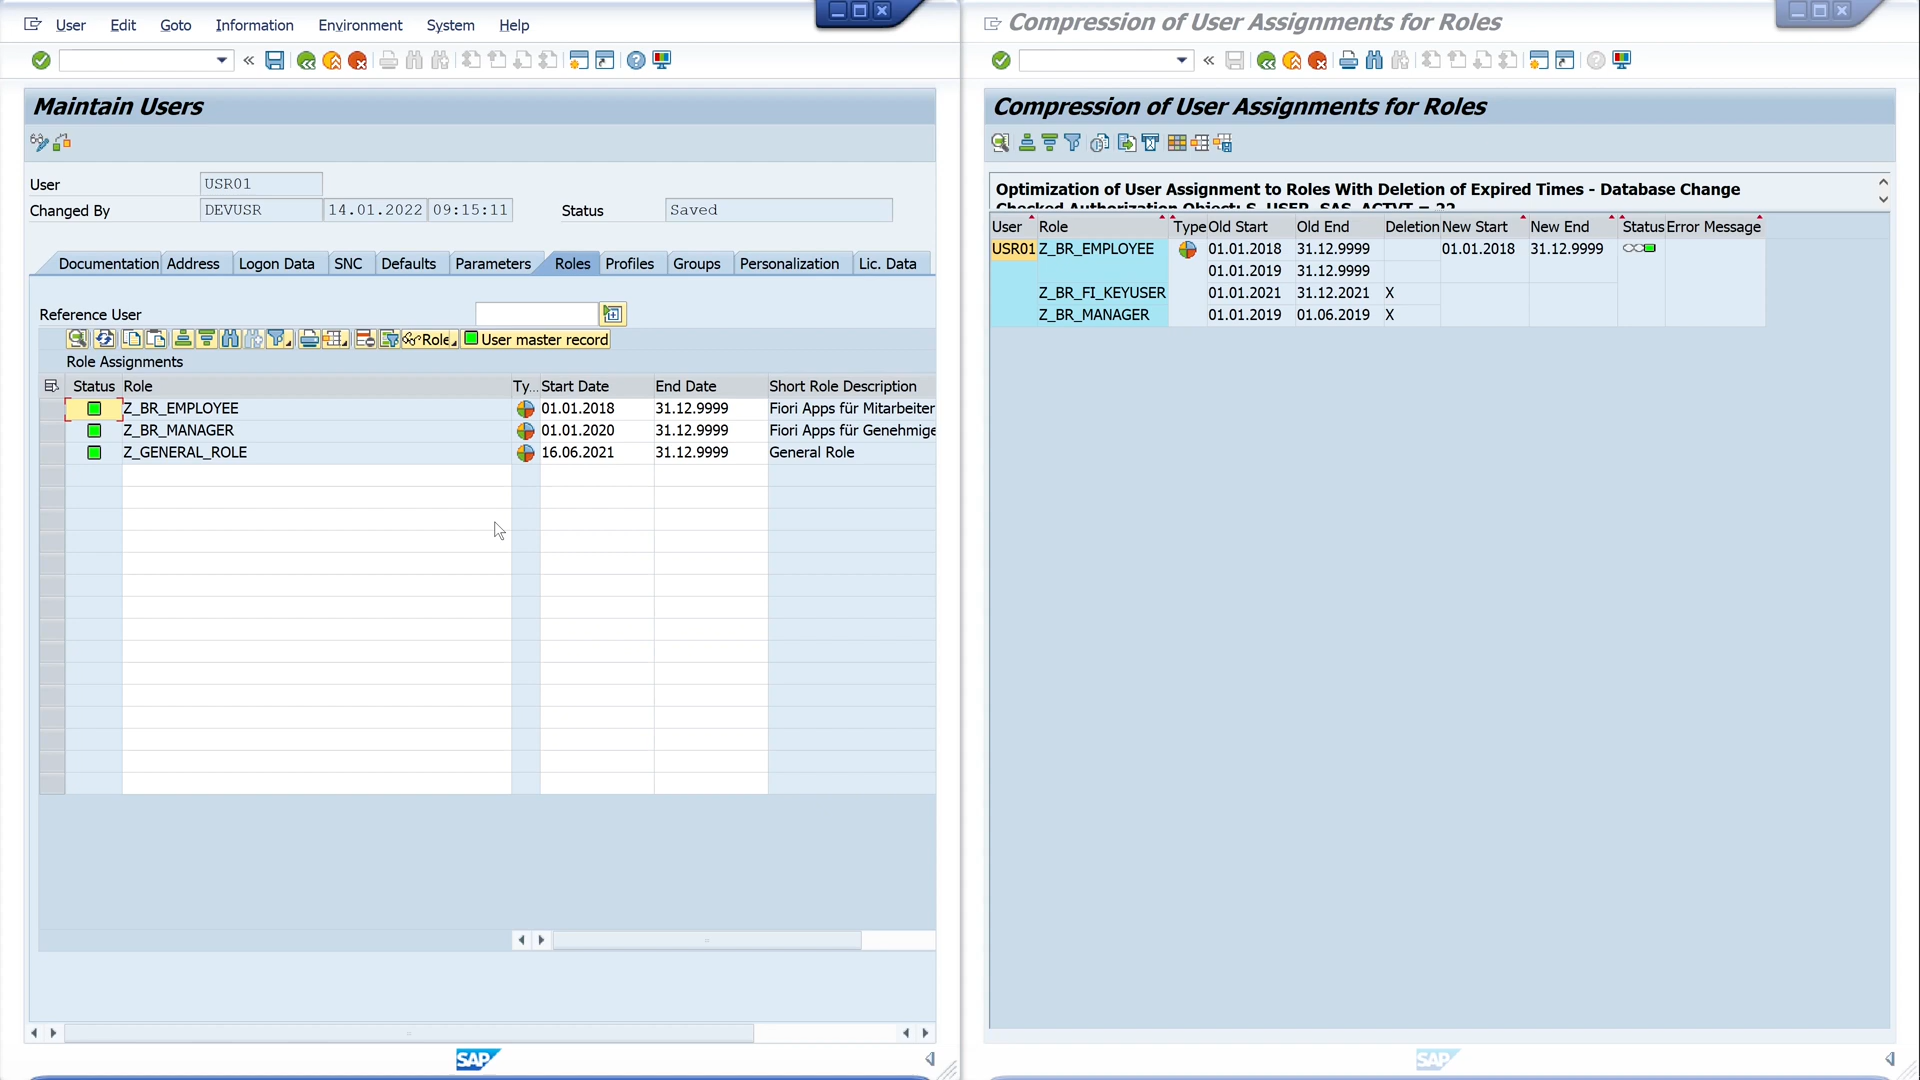 User Edit Goto Information Environment System Help
Maintain Users
User USR01
Changed By DEVUSR 14.01.2022 09:15:11 Status Saved
Documentation Address Logon Data SNC Defaults Parameters Roles Profiles Groups Personalization Lic. Data
Reference User
Role User master record
Role Assignments
Status Role Ty... Start Date End Date Short Role Description
Z_BR_EMPLOYEE 01.01.2018 31.12.9999 Fiori Apps für Mitarbeiter
Z_BR_MANAGER 01.01.2020 31.12.9999 Fiori Apps für Genehmige
Z_GENERAL_ROLE 16.06.2021 31.12.9999 General Role
SAP
Compression of User Assignments for Roles
Compression of User Assignments for Roles
Optimization of User Assignment to Roles With Deletion of Expired Times - Database Change
Checked Authorization Object: S_USER_SAS, ACTVT = 22
User Role Type Old Start Old End Deletion New Start New End Status Error Message
USR01 Z_BR_EMPLOYEE 01.01.2018 31.12.9999 01.01.2018 31.12.9999
01.01.2019 31.12.9999
Z_BR_FI_KEYUSER 01.01.2021 31.12.2021 X
Z_BR_MANAGER 01.01.2019 01.06.2019 X
SAP